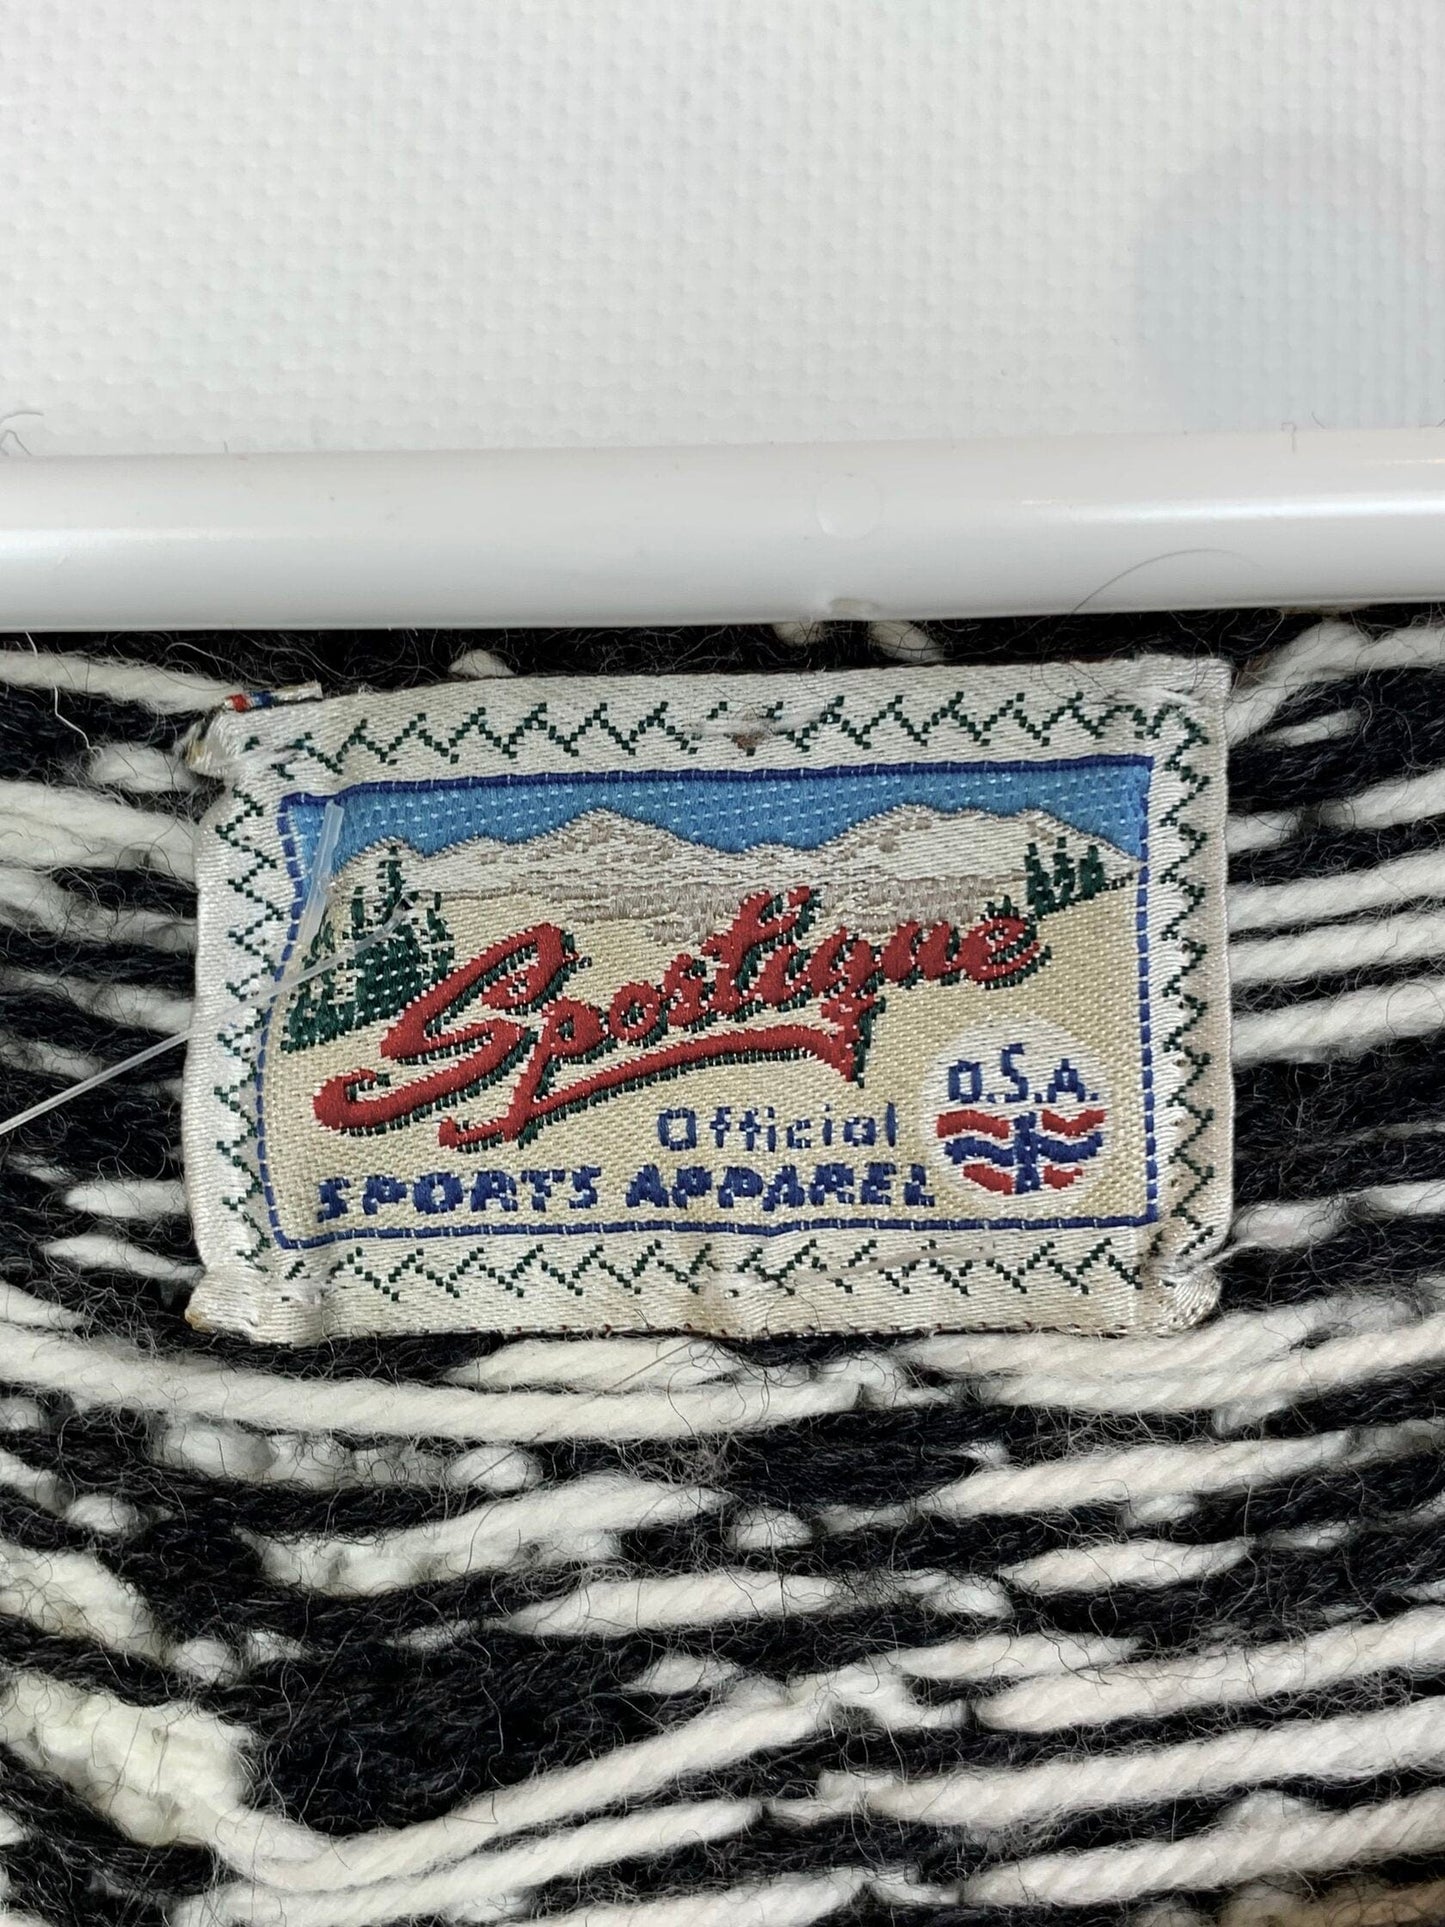 Sportique
O.S.A.
Official
SPORTS APPAREL